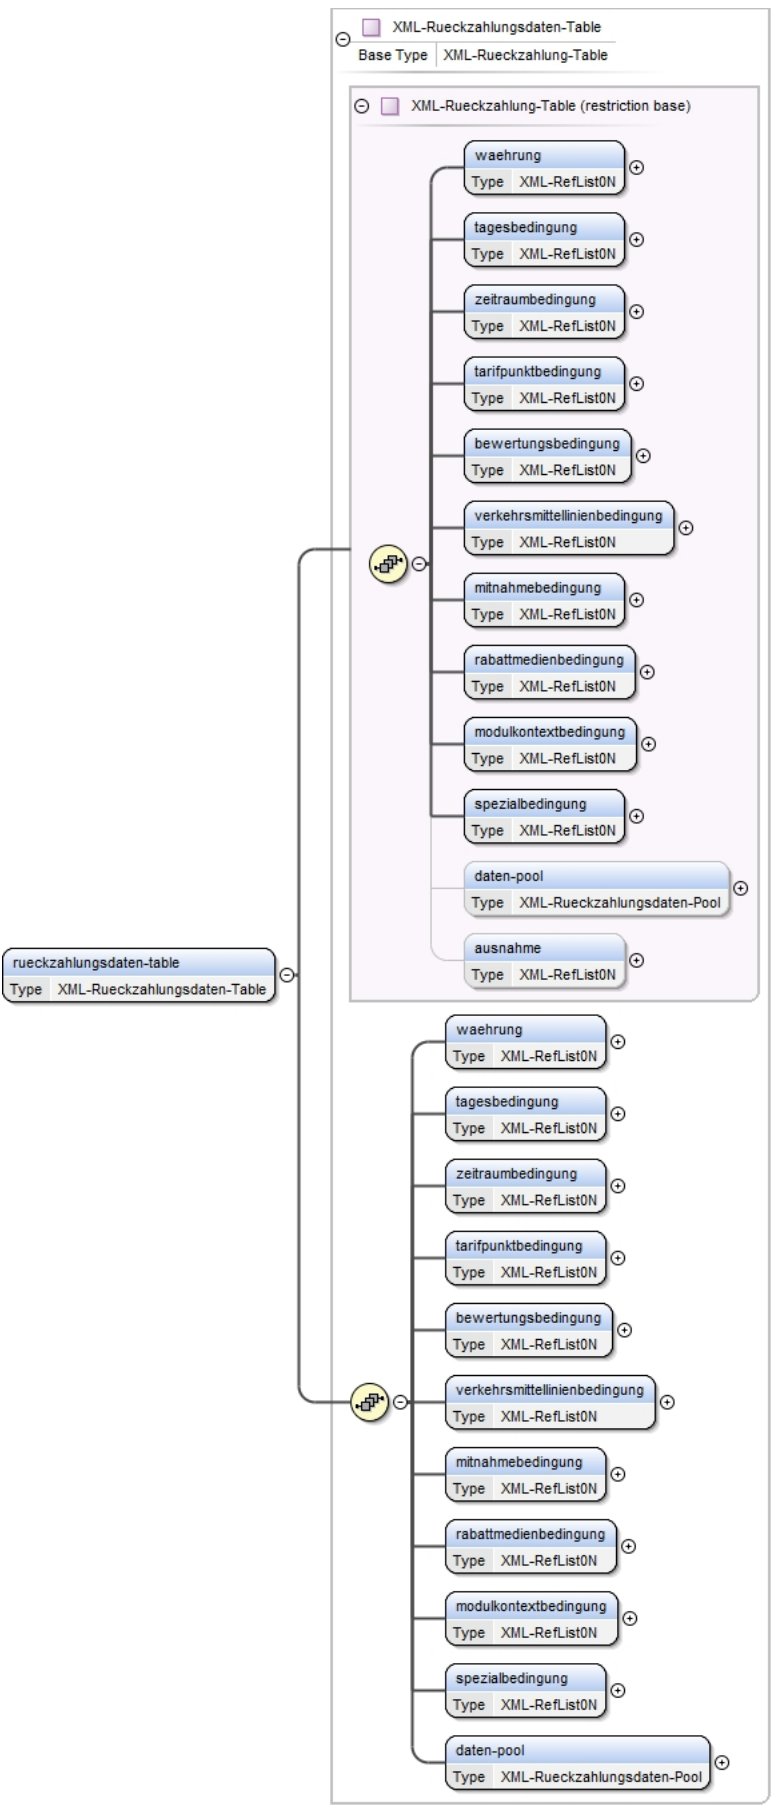 XML-Rueckzahlungsdaten-Table
Base Type XML-Rueckzahlung-Table
XML-Rueckzahlung-Table (restriction base)
waehrung
Type XML-RefList0N
tagesbedingung
Type XML-RefList0N
zeitraumbedingung
Type XML-RefList0N
tarifpunktbedingung
Type XML-RefList0N
bewertungsbedingung
Type XML-RefList0N
verkehrsmittellinienbedingung
Type XML-RefList0N
mitnahmebedingung
Type XML-RefList0N
rabattmedienbedingung
Type XML-RefList0N
modulkontextbedingung
Type XML-RefList0N
spezialbedingung
Type XML-RefList0N
daten-pool
Type XML-Rueckzahlungsdaten-Pool
ausnahme
Type XML-RefList0N
rueckzahlungsdaten-table
Type XML-Rueckzahlungsdaten-Table
waehrung
Type XML-RefList0N
tagesbedingung
Type XML-RefList0N
zeitraumbedingung
Type XML-RefList0N
tarifpunktbedingung
Type XML-RefList0N
bewertungsbedingung
Type XML-RefList0N
verkehrsmittellinienbedingung
Type XML-RefList0N
mitnahmebedingung
Type XML-RefList0N
rabattmedienbedingung
Type XML-RefList0N
modulkontextbedingung
Type XML-RefList0N
spezialbedingung
Type XML-RefList0N
daten-pool
Type XML-Rueckzahlungsdaten-Pool